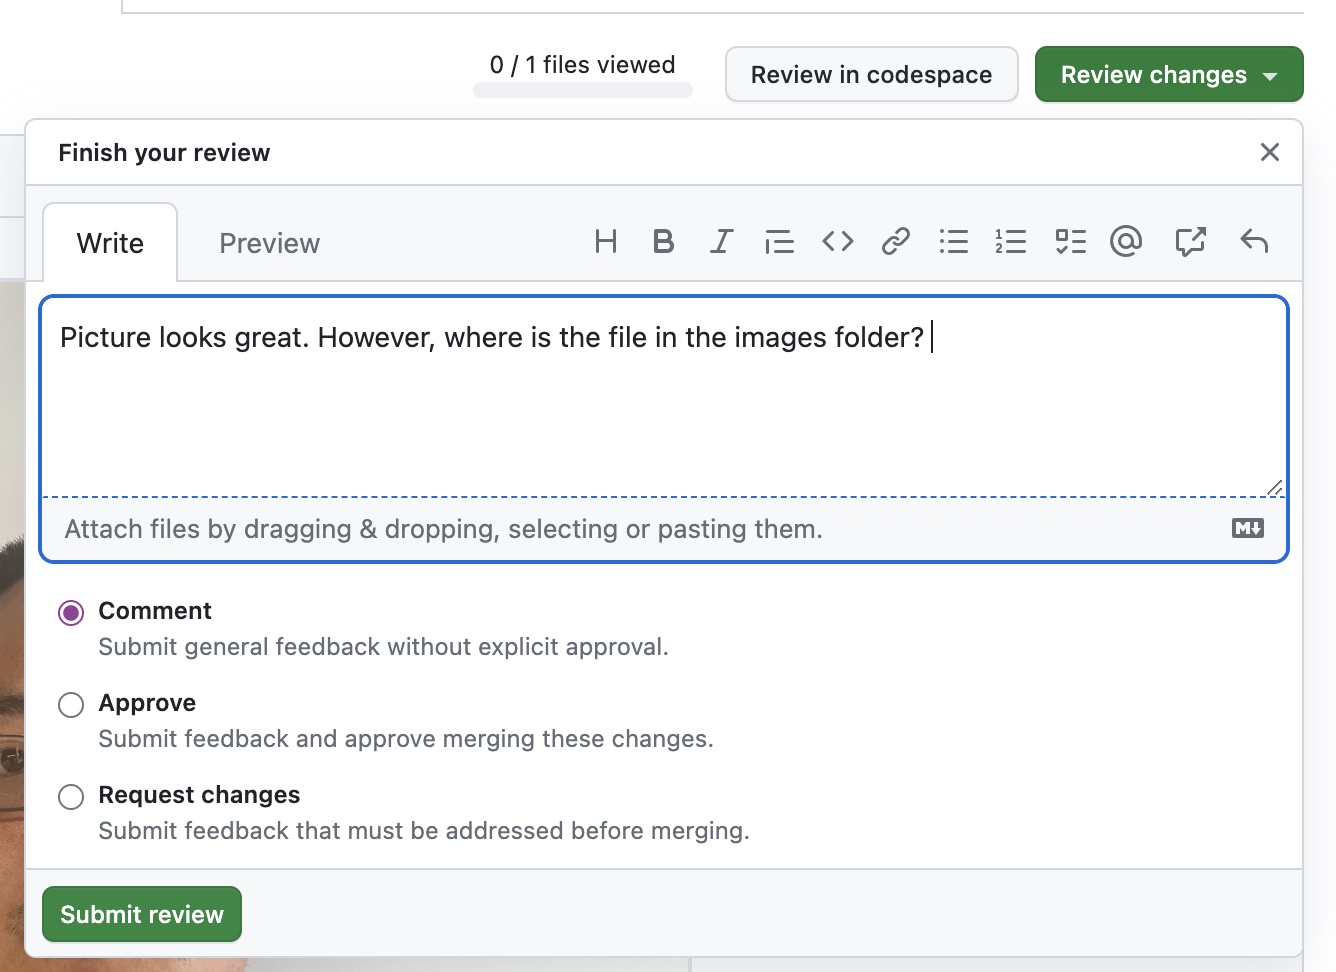 0 / 1 files viewed
Review in codespace
Review changes
Finish your review
Write
Preview
Picture looks great. However, where is the file in the images folder?
Attach files by dragging & dropping, selecting or pasting them.
Comment
Submit general feedback without explicit approval.
Approve
Submit feedback and approve merging these changes.
Request changes
Submit feedback that must be addressed before merging.
Submit review